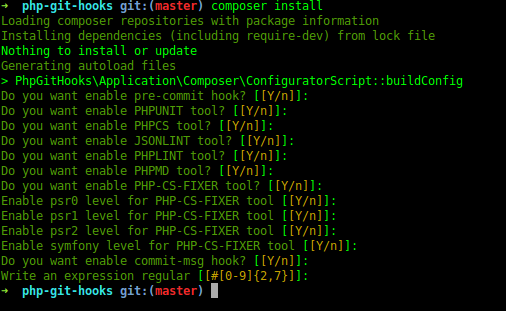 ➜ php-git-hooks git:(master) composer install
Loading composer repositories with package information
Installing dependencies (including require-dev) from lock file
Nothing to install or update
Generating autoload files
> PhpGitHooks\Application\Composer\ConfiguratorScript::buildConfig
Do you want enable pre-commit hook? [[Y/n]]:
Do you want enable PHPUNIT tool? [[Y/n]]:
Do you want enable PHPCS tool? [[Y/n]]:
Do you want enable JSONLINT tool? [[Y/n]]:
Do you want enable PHPLINT tool? [[Y/n]]:
Do you want enable PHPMD tool? [[Y/n]]:
Do you want enable PHP-CS-FIXER tool? [[Y/n]]:
Enable psr0 level for PHP-CS-FIXER tool [[Y/n]]:
Enable psr1 level for PHP-CS-FIXER tool [[Y/n]]:
Enable psr2 level for PHP-CS-FIXER tool [[Y/n]]:
Enable symfony level for PHP-CS-FIXER tool [[Y/n]]:
Do you want enable commit-msg hook? [[Y/n]]:
Write an expression regular [[#[0-9]{2,7}]]:
➜ php-git-hooks git:(master)